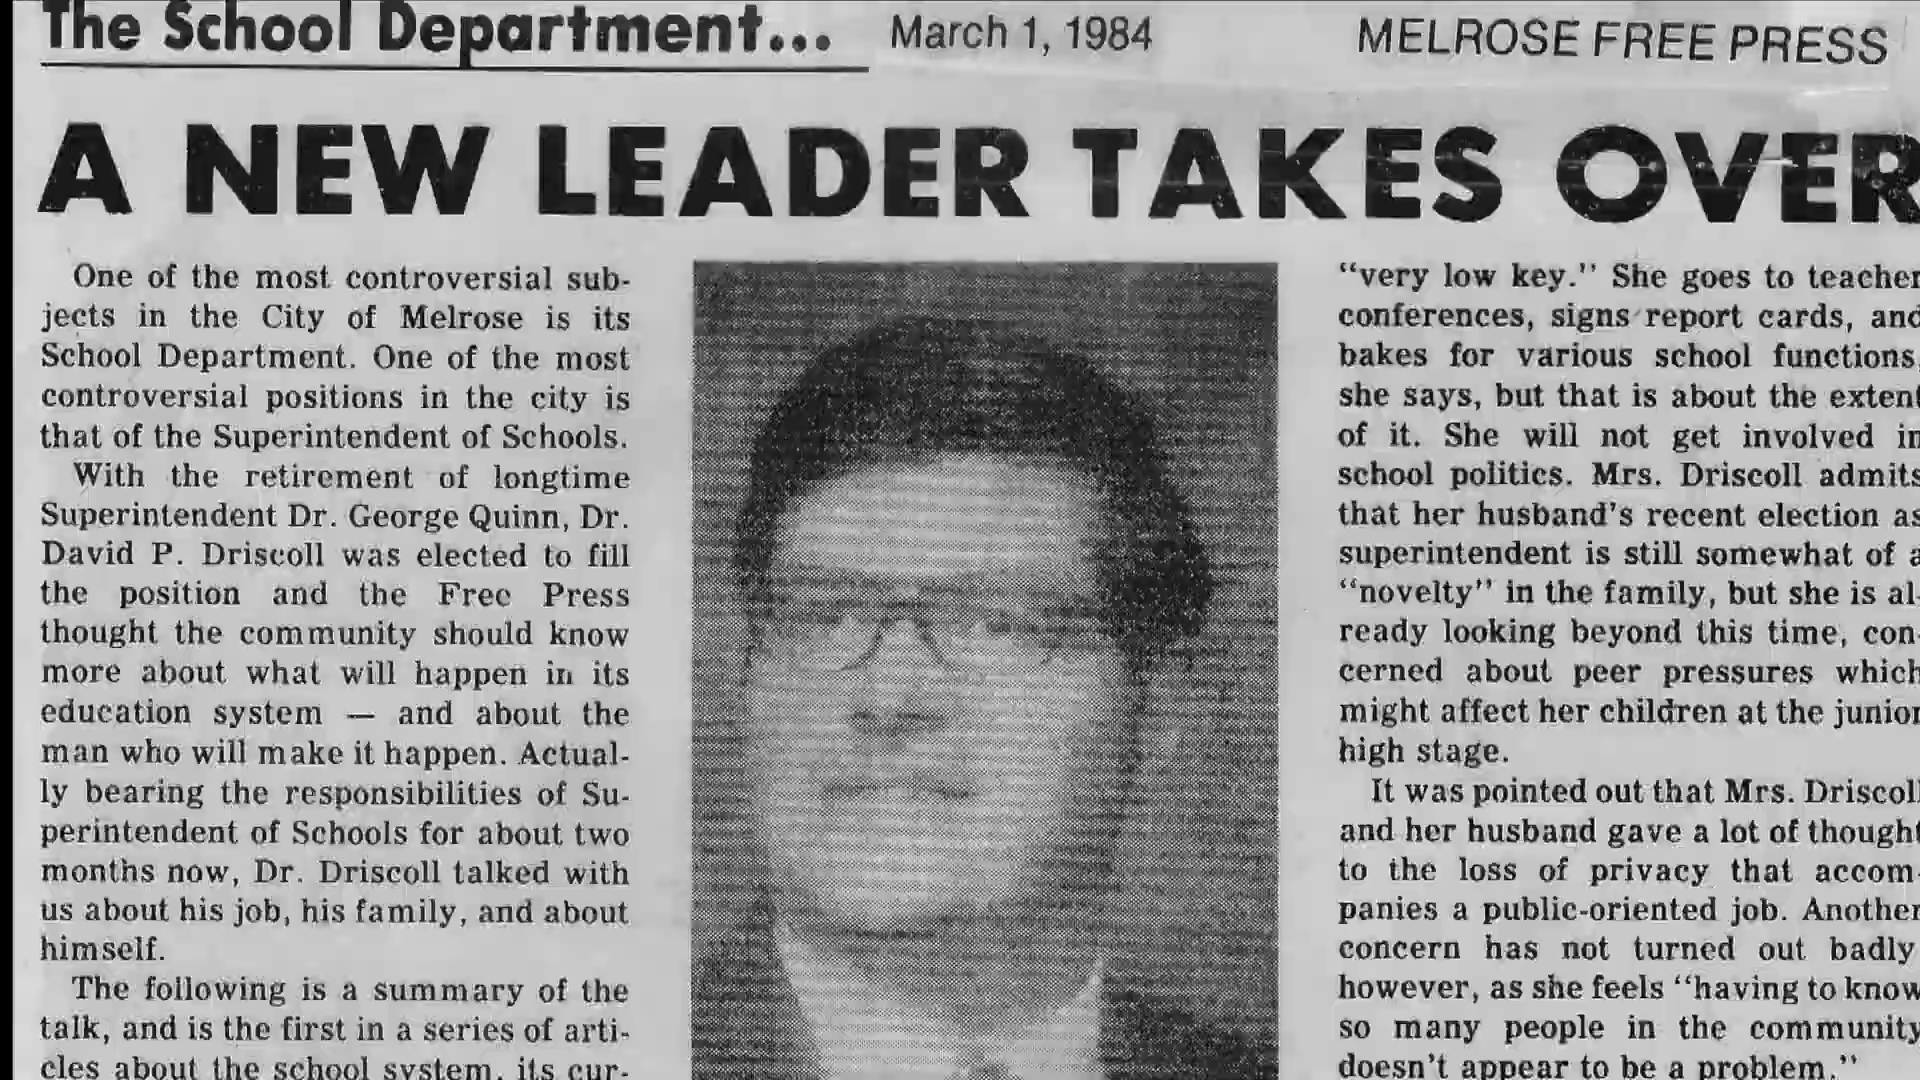 The School Department...
March 1, 1984
MELROSE FREE PRESS
A NEW LEADER TAKES OVER
One of the most controversial sub-
jects in the City of Melrose is its
School Department. One of the most
controversial positions in the city is
that of the Superintendent of Schools.
With the retirement of longtime
Superintendent Dr. George Quinn, Dr.
David P. Driscoll was elected to fill
the position and the Free Press
thought the community should know
more about what will happen in its
education system — and about the
man who will make it happen. Actual-
ly bearing the responsibilities of Su-
perintendent of Schools for about two
months now, Dr. Driscoll talked with
us about his job, his family, and about
himself.
The following is a summary of the
talk, and is the first in a series of arti-
cles about the school system, its cur-
"very low key." She goes to teacher
conferences, signs report cards, and
bakes for various school functions,
she says, but that is about the extent
of it. She will not get involved in
school politics. Mrs. Driscoll admits
that her husband's recent election as
superintendent is still somewhat of a
"novelty" in the family, but she is al-
ready looking beyond this time, con-
cerned about peer pressures which
might affect her children at the junior
high stage.
It was pointed out that Mrs. Driscoll
and her husband gave a lot of thought
to the loss of privacy that accom-
panies a public-oriented job. Another
concern has not turned out badly
however, as she feels "having to know
so many people in the community
doesn't appear to be a problem."